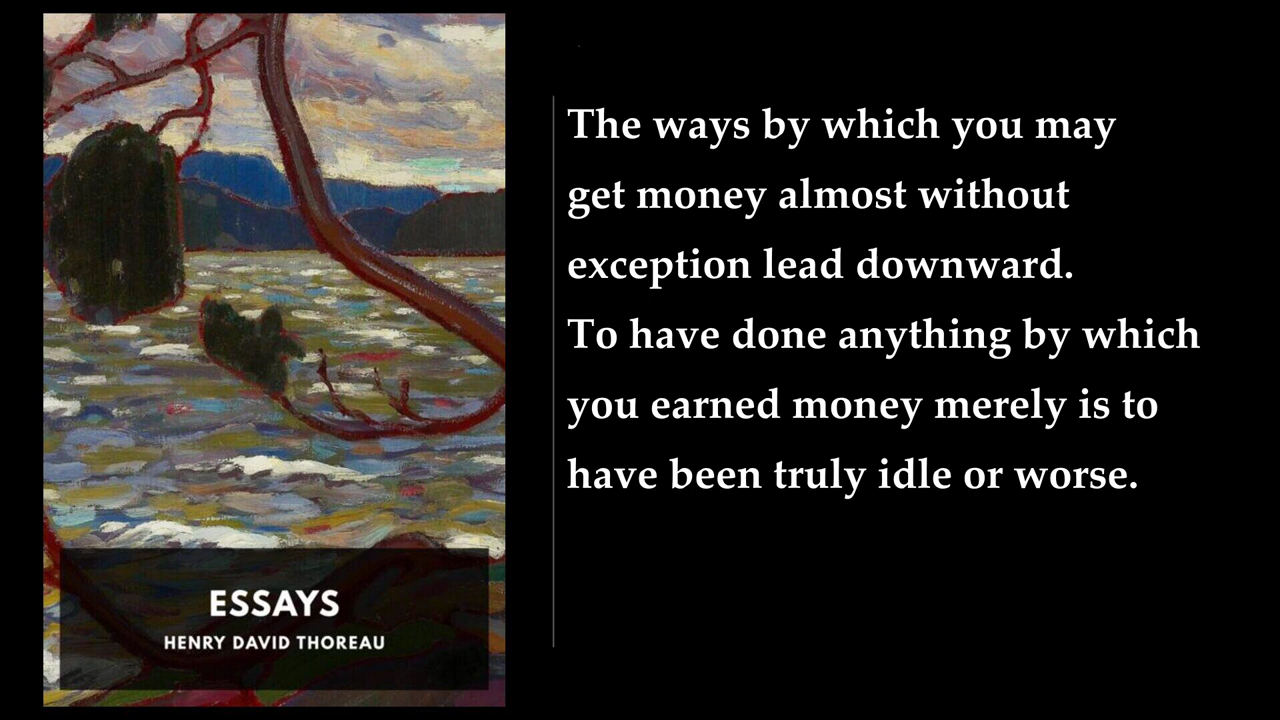 The ways by which you may
get money almost without
exception lead downward.
To have done anything by which
you earned money merely is to
have been truly idle or worse.
ESSAYS
HENRY DAVID THOREAU